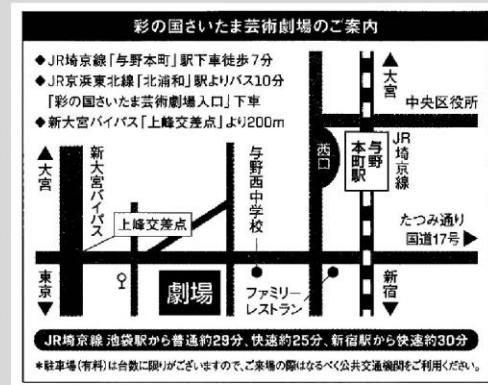 彩の国さいたま芸術劇場のご案内
◆JR埼京線「与野本町」駅下車徒歩7分
◆JR京浜東北線「北浦和」駅よりバス10分
「彩の国さいたま芸術劇場入口」下車
◆新大宮バイパス「上峰交差点」より200m
▲大宮
中央区役所
西口
与野本町駅
JR埼京線
▲大宮
新大宮バイパス
与野西中学校
上峰交差点
たつみ通り
国道17号▶
東京▼
劇場
ファミリー
レストラン
新宿▼
JR埼京線 池袋駅から普通約29分、快速約25分、新宿駅から快速約30分
*駐車場(有料)は台数に限りがございますので、ご来場の際はなるべく公共交通機関をご利用ください。